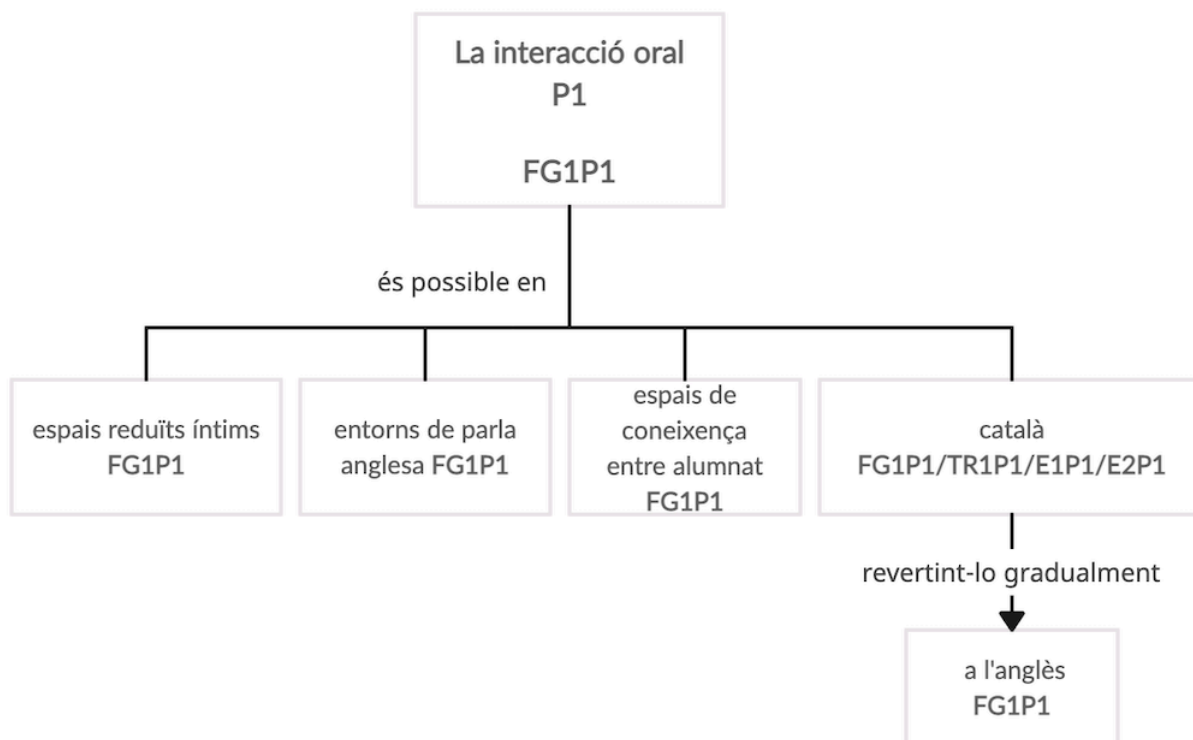 La interacció oral
P1
FG1P1
és possible en
espais reduïts íntims
FG1P1
entorns de parla
anglesa FG1P1
espais de
coneixença
entre alumnat
FG1P1
català
FG1P1/TR1P1/E1P1/E2P1
revertint-lo gradualment
a l'anglès
FG1P1